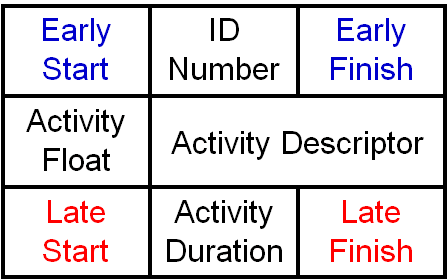 Early
Start
ID
Number
Early
Finish
Activity
Float
Activity Descriptor
Late
Start
Activity
Duration
Late
Finish